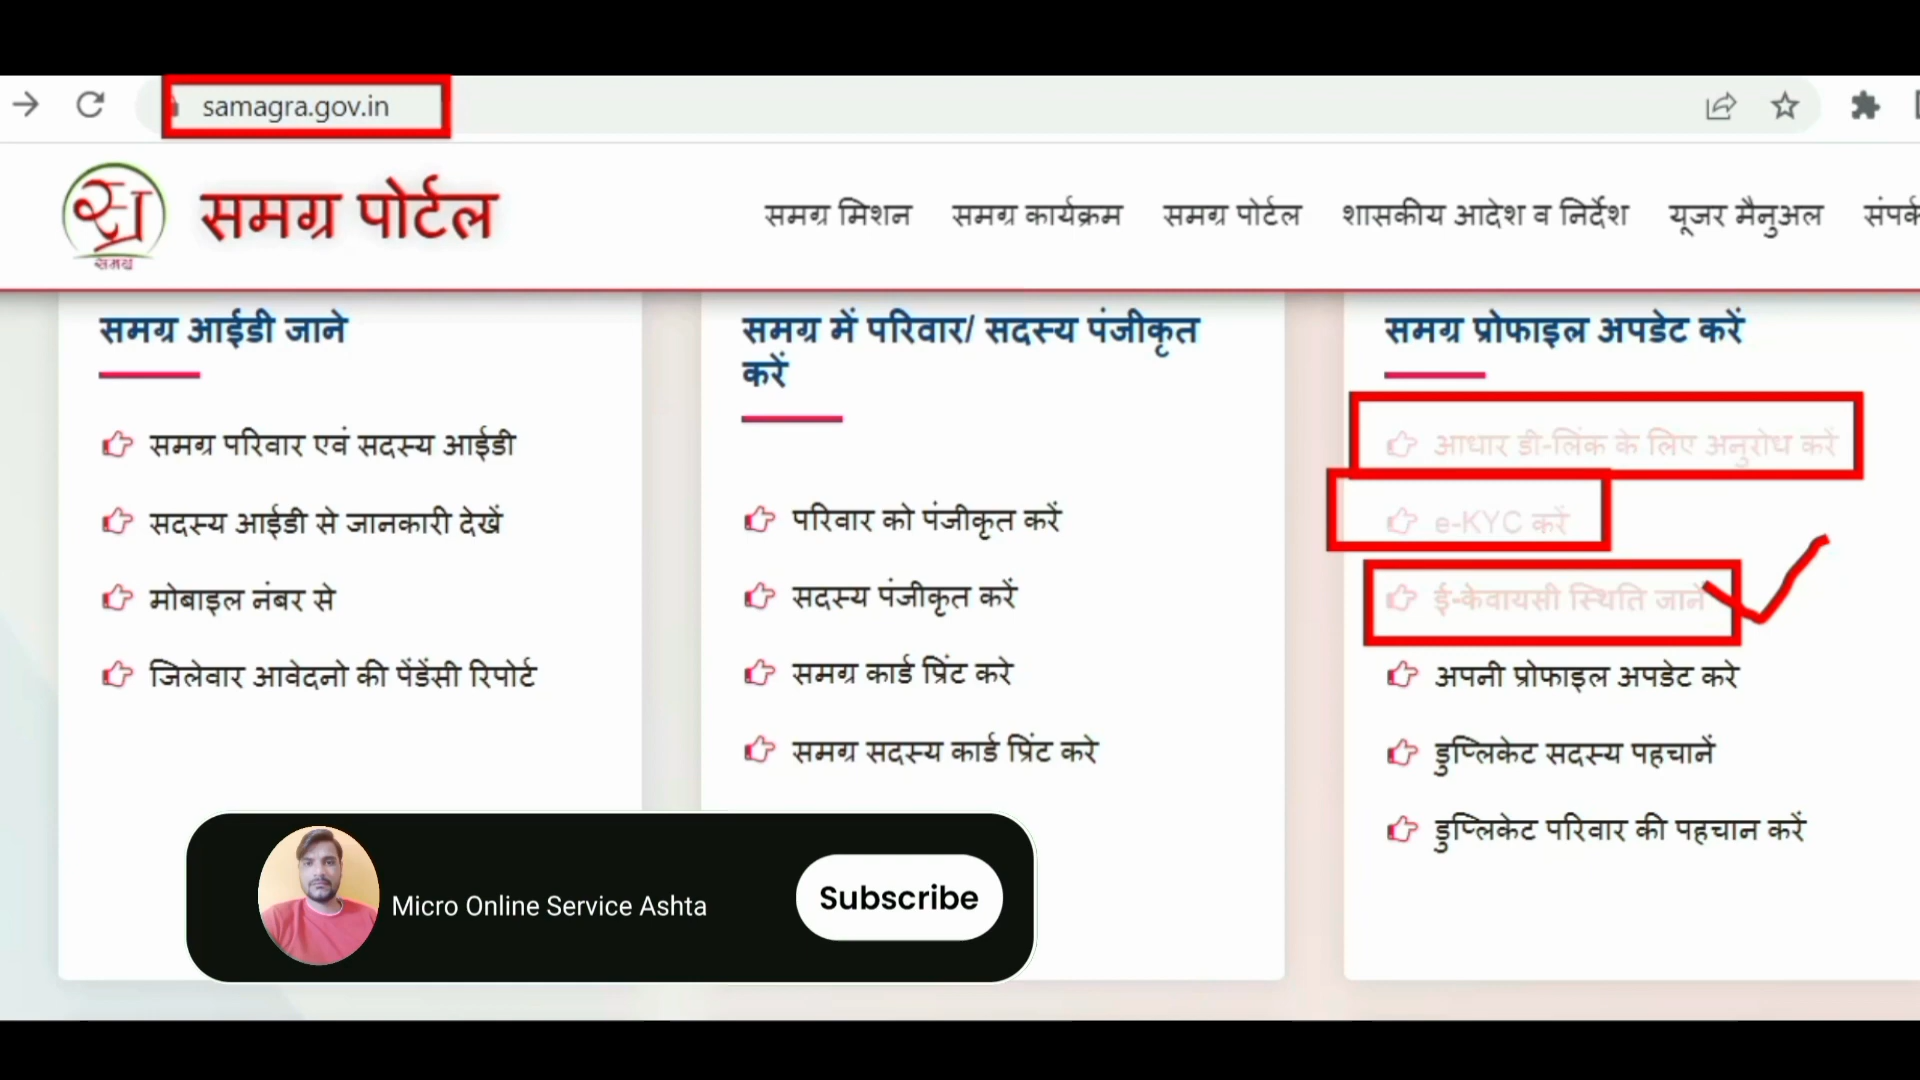 samagra.gov.in
समग्र
समग्र पोर्टल
समग्र मिशन
समग्र कार्यक्रम
समग्र पोर्टल
शासकीय आदेश व निर्देश
यूजर मैनुअल
संपर्क
समग्र आईडी जाने
समग्र परिवार एवं सदस्य आईडी
सदस्य आईडी से जानकारी देखें
मोबाइल नंबर से
जिलेवार आवेदनो की पेंडेंसी रिपोर्ट
समग्र में परिवार/ सदस्य पंजीकृत
करें
परिवार को पंजीकृत करें
सदस्य पंजीकृत करें
समग्र कार्ड प्रिंट करे
समग्र सदस्य कार्ड प्रिंट करे
समग्र प्रोफाइल अपडेट करें
आधार डी-लिंक के लिए अनुरोध करें
e-KYC करें
ई-केवायसी स्थिति जानें
अपनी प्रोफाइल अपडेट करे
डुप्लिकेट सदस्य पहचानें
डुप्लिकेट परिवार की पहचान करें
Micro Online Service Ashta
Subscribe